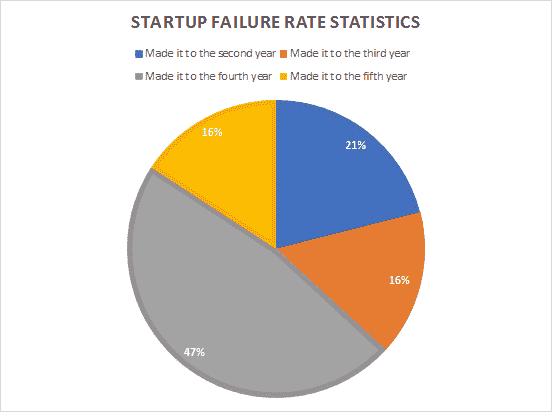 STARTUP FAILURE RATE STATISTICS
Made it to the second year Made it to the third year
Made it to the fourth year Made it to the fifth year
16%
21%
16%
47%